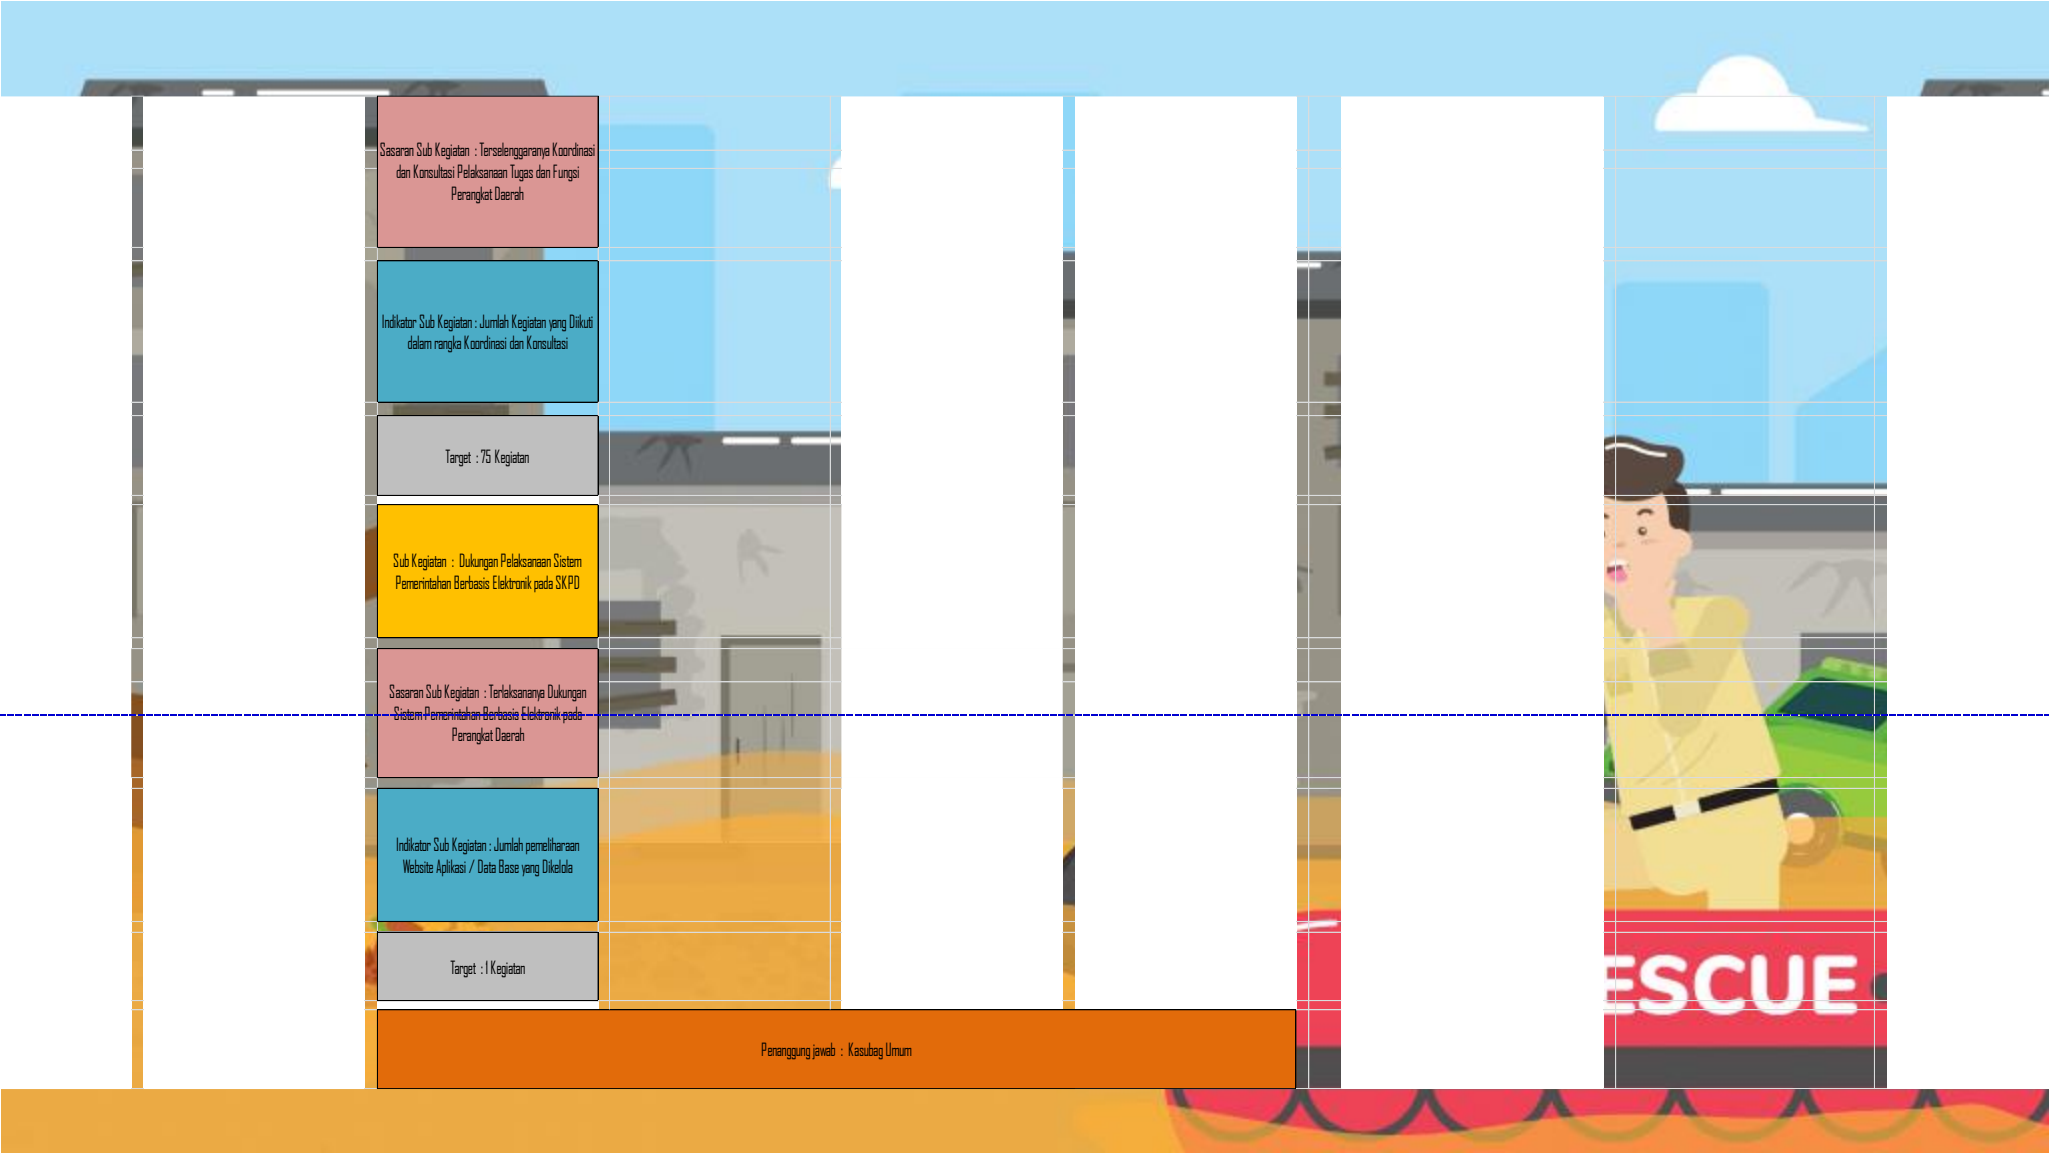 Sasaran Sub Kegiatan : Terselenggaranya Koordinasi
dan Konsultasi Pelaksanaan Tugas dan Fungsi
Perangkat Daerah
Indikator Sub Kegiatan : Jumlah Kegiatan yang Diikuti
dalam rangka Koordinasi dan Konsultasi
Target : 75 Kegiatan
Sub Kegiatan : Dukungan Pelaksanaan Sistem
Pemerintahan Berbasis Elektronik pada SKPD
Sasaran Sub Kegiatan : Terlaksananya Dukungan
Sistem Pemerintahan Berbasis Elektronik pada
Perangkat Daerah
Indikator Sub Kegiatan : Jumlah pemeliharaan
Website Aplikasi / Data Base yang Dikelola
Target : 1 Kegiatan
ESCUE
Penanggung jawab : Kasubag Umum